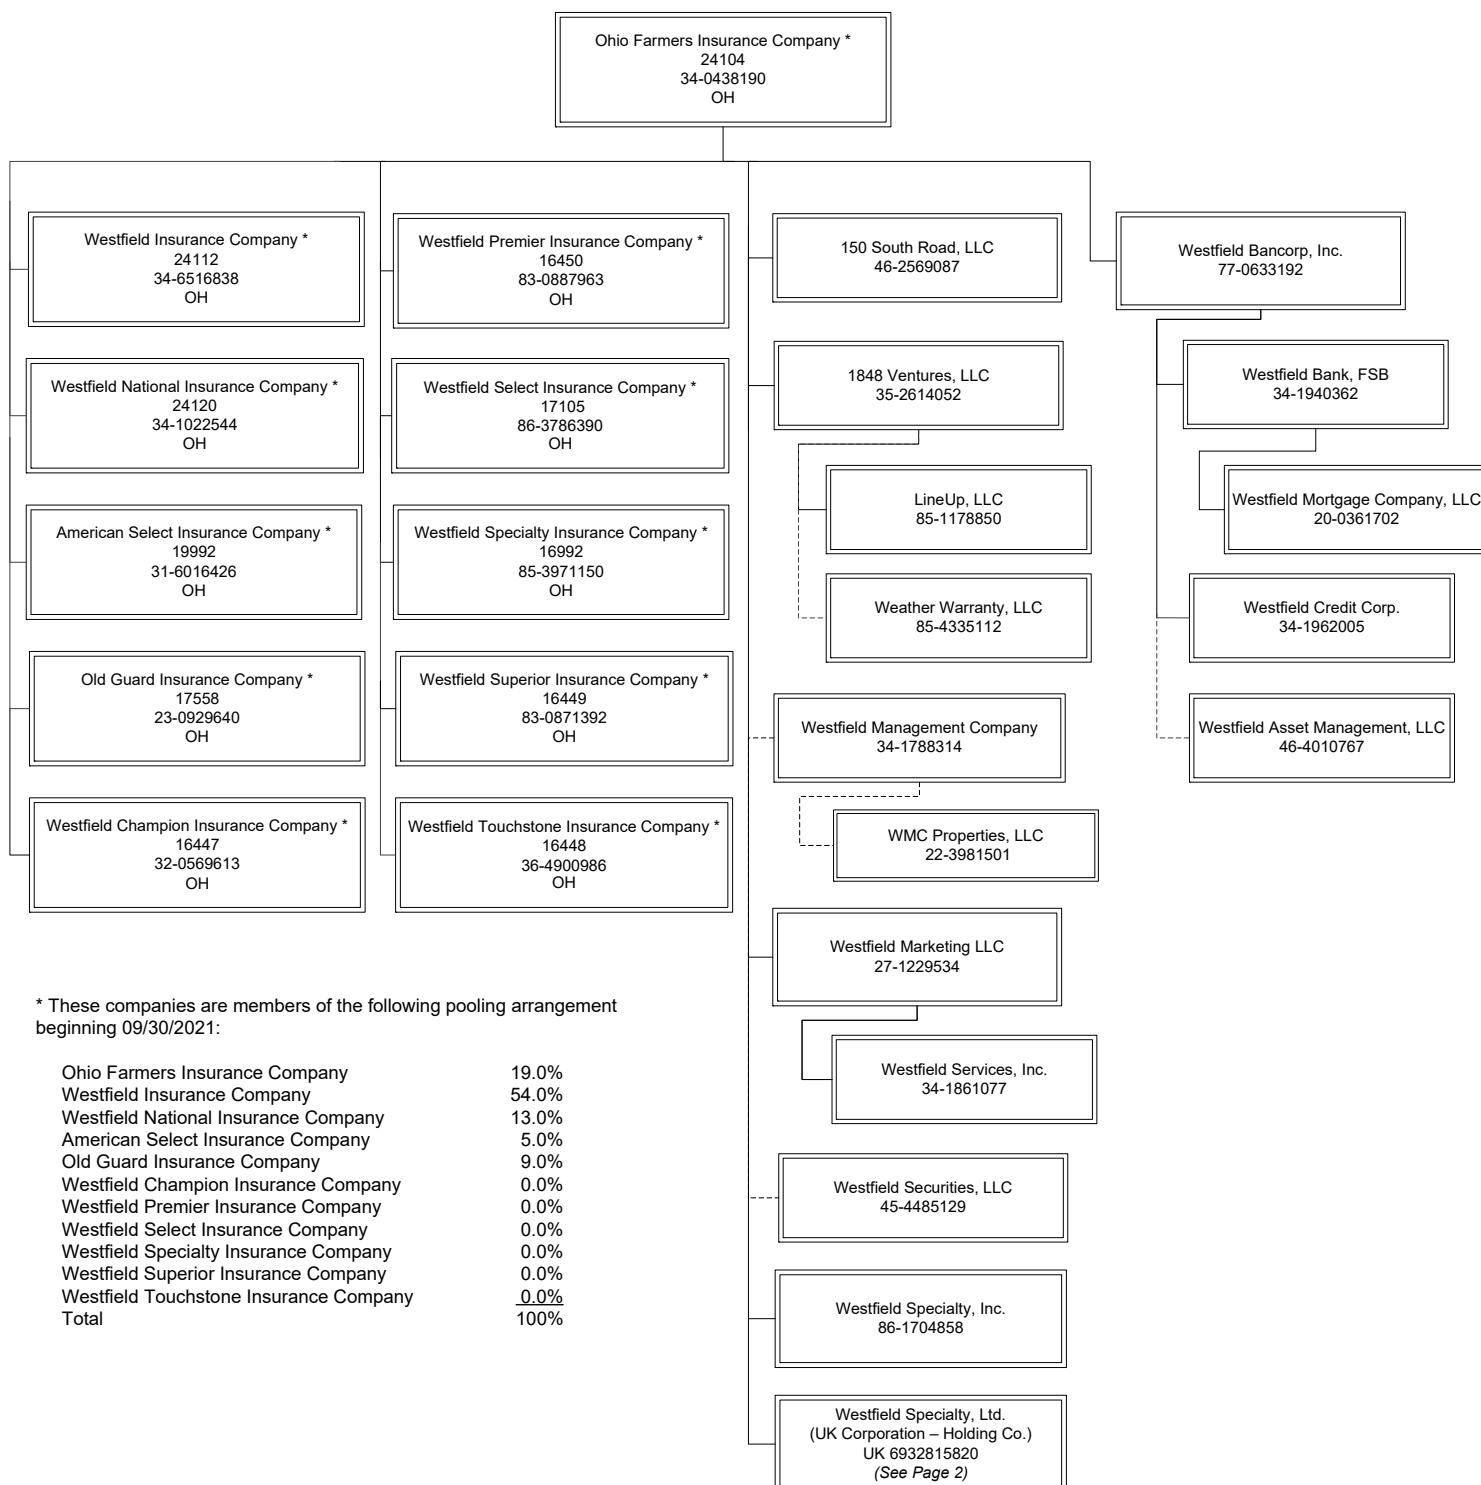 Ohio Farmers Insurance Company *
24104
34-0438190
OH
Westfield Insurance Company *
24112
34-6516838
OH
Westfield National Insurance Company *
24120
34-1022544
OH
American Select Insurance Company *
19992
31-6016426
OH
Old Guard Insurance Company *
17558
23-0929640
OH
Westfield Champion Insurance Company *
16447
32-0569613
OH
Westfield Premier Insurance Company *
16450
83-0887963
OH
Westfield Select Insurance Company *
17105
86-3786390
OH
Westfield Specialty Insurance Company *
16992
85-3971150
OH
Westfield Superior Insurance Company *
16449
83-0871392
OH
Westfield Touchstone Insurance Company *
16448
36-4900986
OH
150 South Road, LLC
46-2569087
1848 Ventures, LLC
35-2614052
LineUp, LLC
85-1178850
Weather Warranty, LLC
85-4335112
Westfield Management Company
34-1788314
WMC Properties, LLC
22-3981501
Westfield Marketing LLC
27-1229534
Westfield Services, Inc.
34-1861077
Westfield Securities, LLC
45-4485129
Westfield Specialty, Inc.
86-1704858
Westfield Specialty, Ltd.
(UK Corporation – Holding Co.)
UK 6932815820
(See Page 2)
Westfield Bancorp, Inc.
77-0633192
Westfield Bank, FSB
34-1940362
Westfield Mortgage Company, LLC
20-0361702
Westfield Credit Corp.
34-1962005
Westfield Asset Management, LLC
46-4010767
* These companies are members of the following pooling arrangement
beginning 09/30/2021:
Ohio Farmers Insurance Company 19.0%
Westfield Insurance Company 54.0%
Westfield National Insurance Company 13.0%
American Select Insurance Company 5.0%
Old Guard Insurance Company 9.0%
Westfield Champion Insurance Company 0.0%
Westfield Premier Insurance Company 0.0%
Westfield Select Insurance Company 0.0%
Westfield Specialty Insurance Company 0.0%
Westfield Superior Insurance Company 0.0%
Westfield Touchstone Insurance Company 0.0%
Total 100%